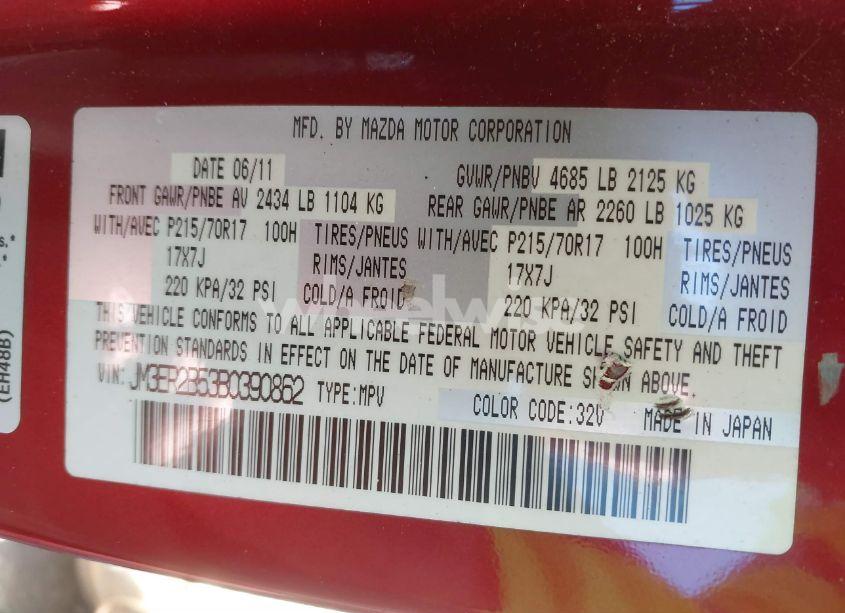 MFD. BY MAZDA MOTOR CORPORATION
DATE 06/11 GVWR/PNBV 4685 LB 2125 KG
FRONT GAWR/PNBE AV 2434 LB 1104 KG REAR GAWR/PNBE AR 2260 LB 1025 KG
WITH/AVEC P215/70R17 100H TIRES/PNEUS WITH/AVEC P215/70R17 100H TIRES/PNEUS
17X7J RIMS/JANTES 17X7J RIMS/JANTES
220 KPA/32 PSI COLD/A FROID 220 KPA/32 PSI COLD/A FROID
THIS VEHICLE CONFORMS TO ALL APPLICABLE FEDERAL MOTOR VEHICLE SAFETY AND THEFT
PREVENTION STANDARDS IN EFFECT ON THE DATE OF MANUFACTURE SHOWN ABOVE.
VIN: JM3ER2B53B0390862 TYPE:MPV COLOR CODE:32V MADE IN JAPAN
(EH48B)
wheelwise